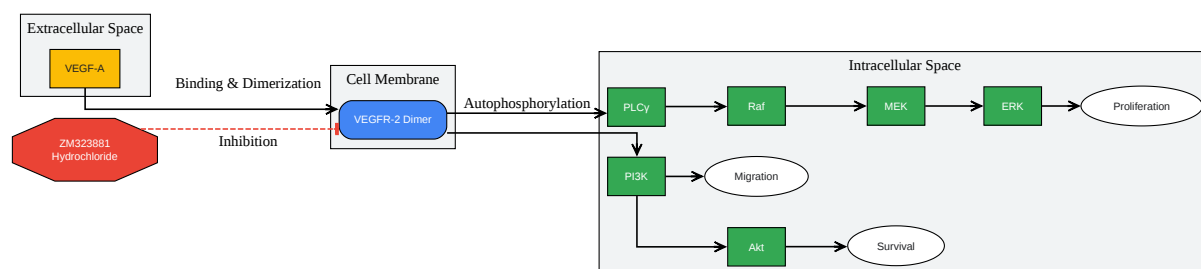 Extracellular Space
VEGF-A
Binding & Dimerization
ZM323881
Hydrochloride
Inhibition
Cell Membrane
VEGFR-2 Dimer
Autophosphorylation
Intracellular Space
PLCγ
Raf
MEK
ERK
Proliferation
PI3K
Migration
Akt
Survival